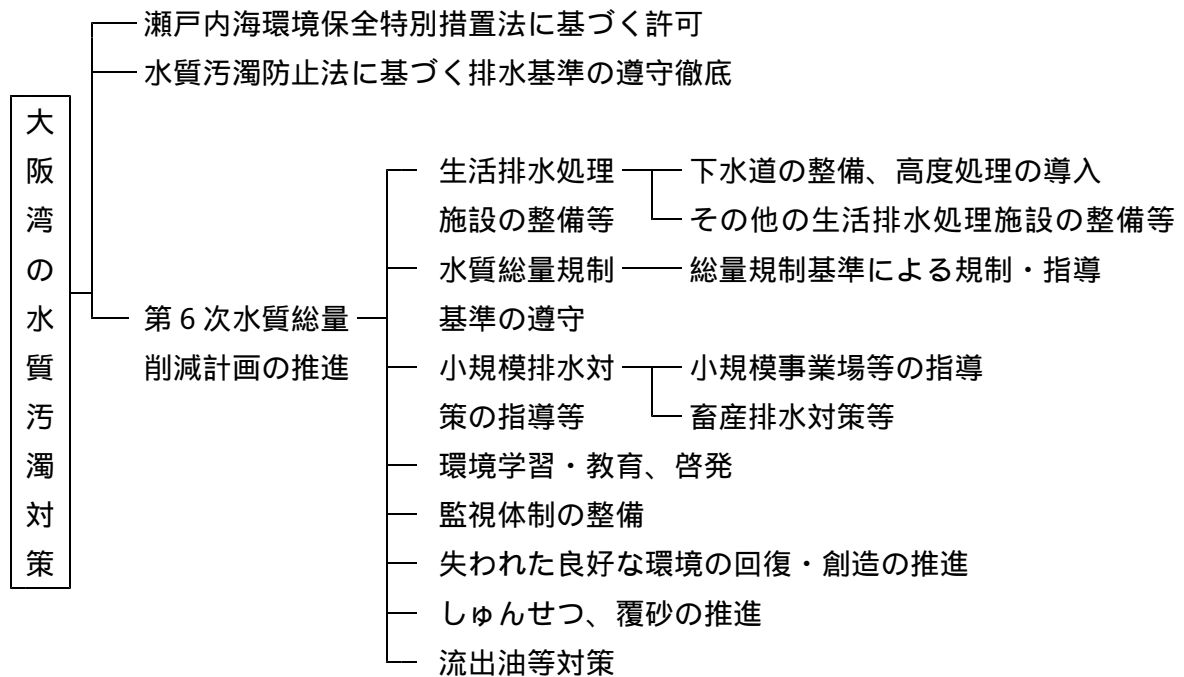 瀬戸内海環境保全特別措置法に基づく許可
水質汚濁防止法に基づく排水基準の遵守徹底
大阪湾の水質汚濁対策
第6次水質総量
削減計画の推進
生活排水処理
施設の整備等
下水道の整備、高度処理の導入
その他の生活排水処理施設の整備等
水質総量規制
基準の遵守
総量規制基準による規制・指導
小規模排水対
策の指導等
小規模事業場等の指導
畜産排水対策等
環境学習・教育、啓発
監視体制の整備
失われた良好な環境の回復・創造の推進
しゅんせつ、覆砂の推進
流出油等対策